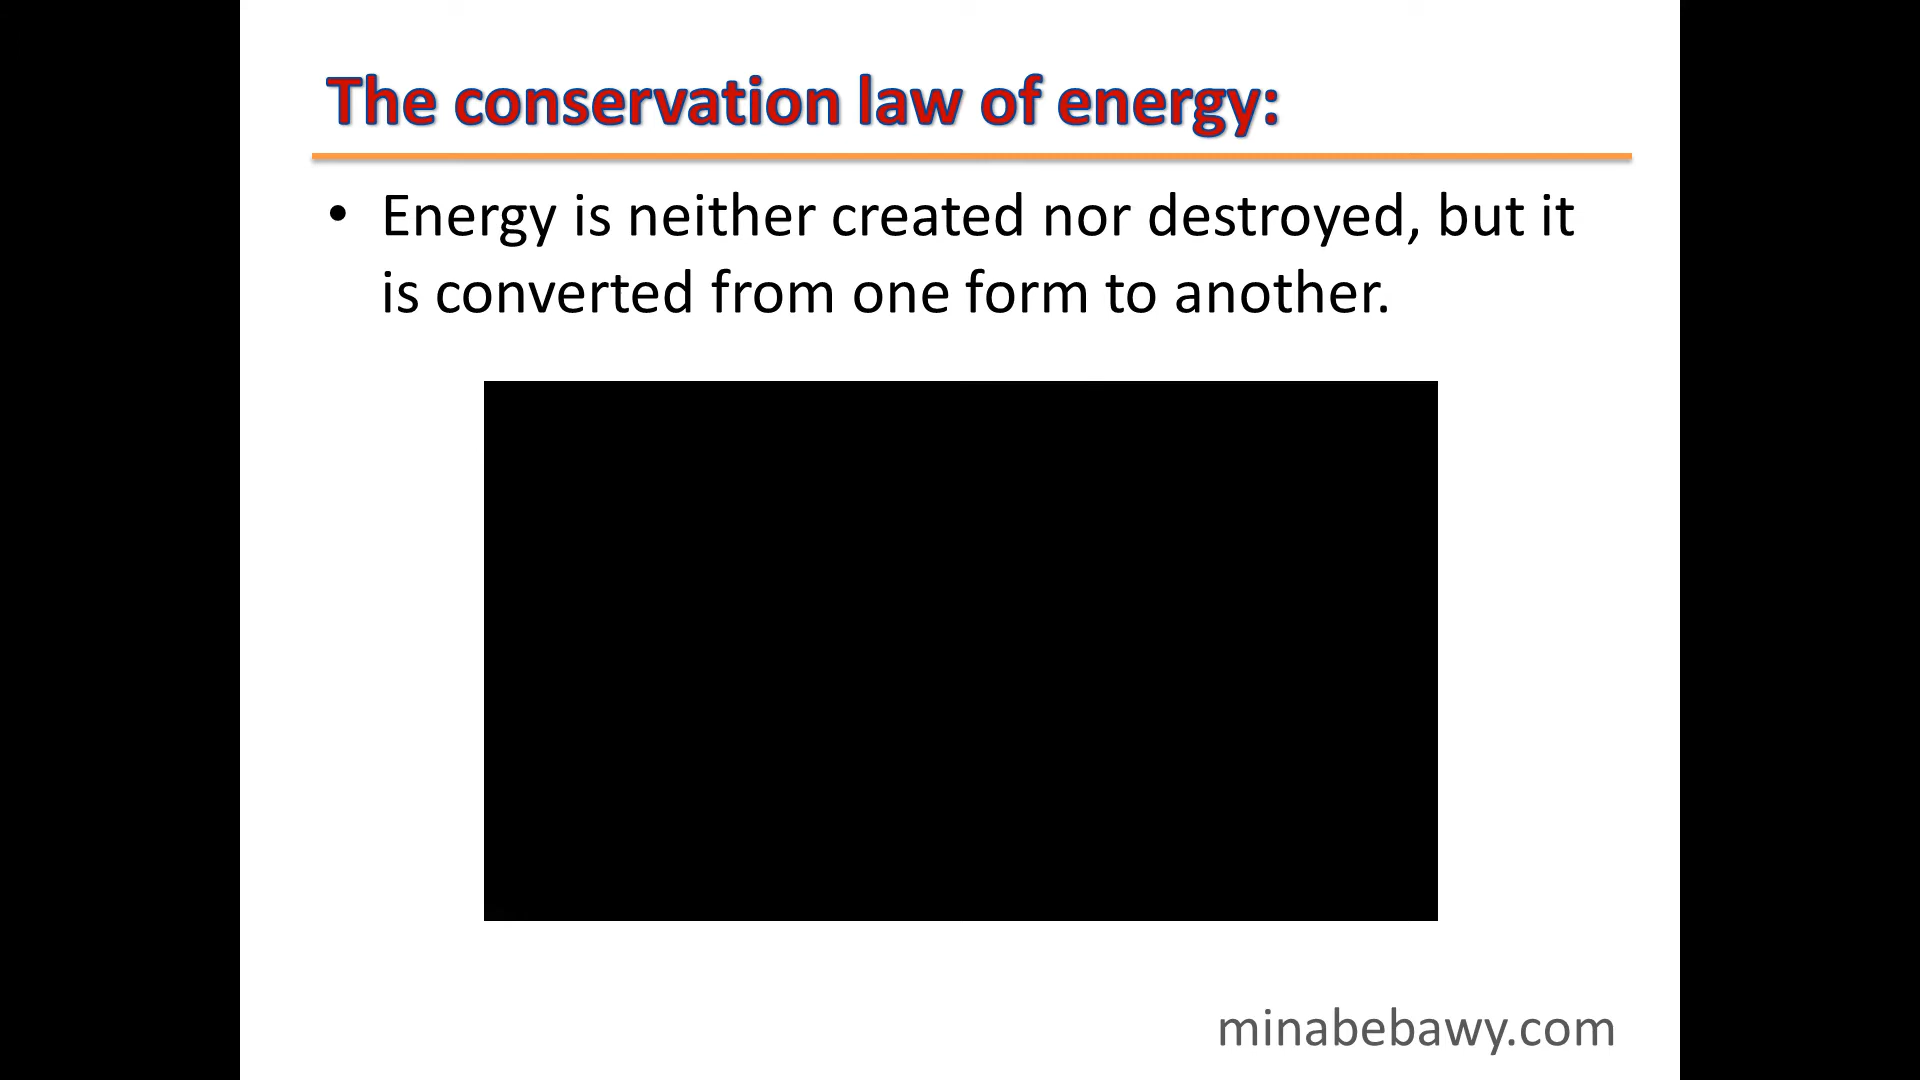 The conservation law of energy:
• Energy is neither created nor destroyed, but it
is converted from one form to another.
minabebawy.com